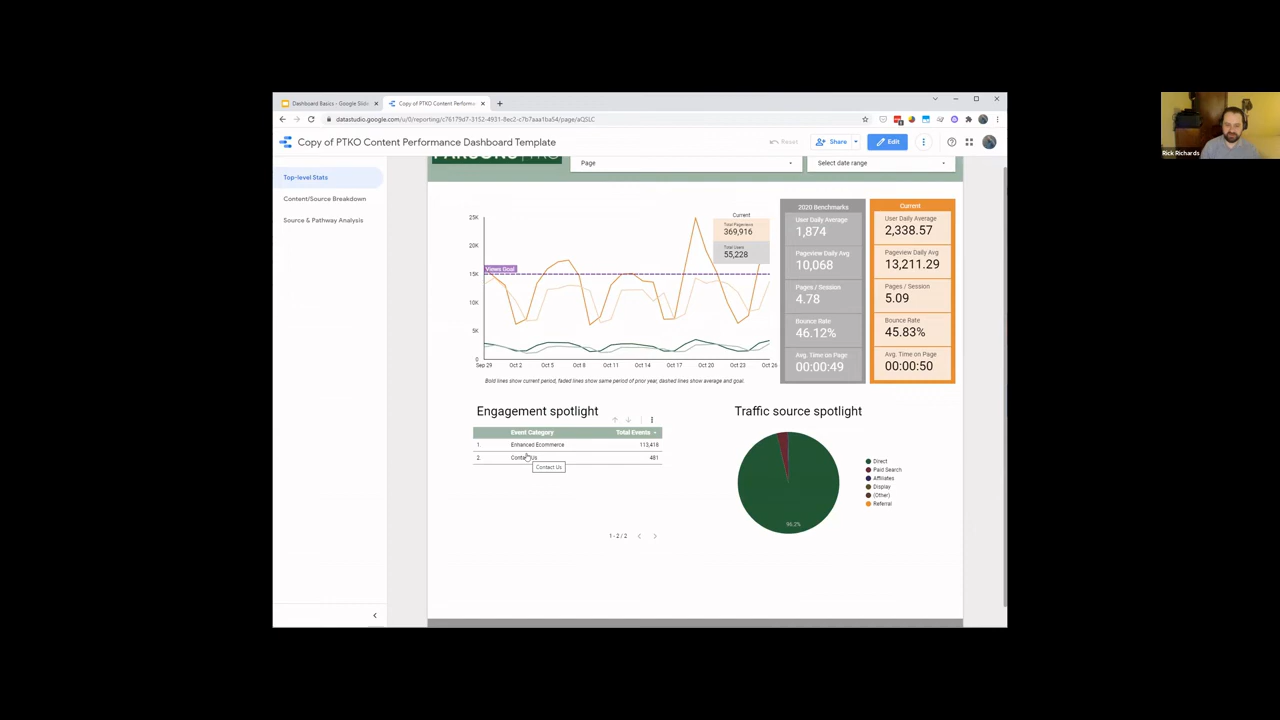 Dashboard Basics - Google Slide
Copy of PTKO Content Performa
datastudio.google.com/u/0/reporting/c76179d7-3152-4931-8ec2-c7b7aaa1ba54/page/aQSLC
Copy of PTKO Content Performance Dashboard Template
Reset
Share
Edit
Rick Richards
Top-level Stats
Content/Source Breakdown
Source & Pathway Analysis
PARSONS PTKO
Page
Select date range
25K
20K
15K
10K
5K
0
Views Goal
Current
Total Pageviews
369,916
Total Users
55,228
Sep 29
Oct 2
Oct 5
Oct 8
Oct 11
Oct 14
Oct 17
Oct 20
Oct 23
Oct 26
Bold lines show current period, faded lines show same period of prior year, dashed lines show average and goal.
2020 Benchmarks
User Daily Average
1,874
Pageview Daily Avg
10,068
Pages / Session
4.78
Bounce Rate
46.12%
Avg. Time on Page
00:00:49
Current
User Daily Average
2,338.57
Pageview Daily Avg
13,211.29
Pages / Session
5.09
Bounce Rate
45.83%
Avg. Time on Page
00:00:50
Engagement spotlight
Event Category Total Events
1. Enhanced Ecommerce 113,418
2. Contact Us 481
Contact Us
1 - 2 / 2
Traffic source spotlight
96.2%
Direct
Paid Search
Affiliates
Display
(Other)
Referral